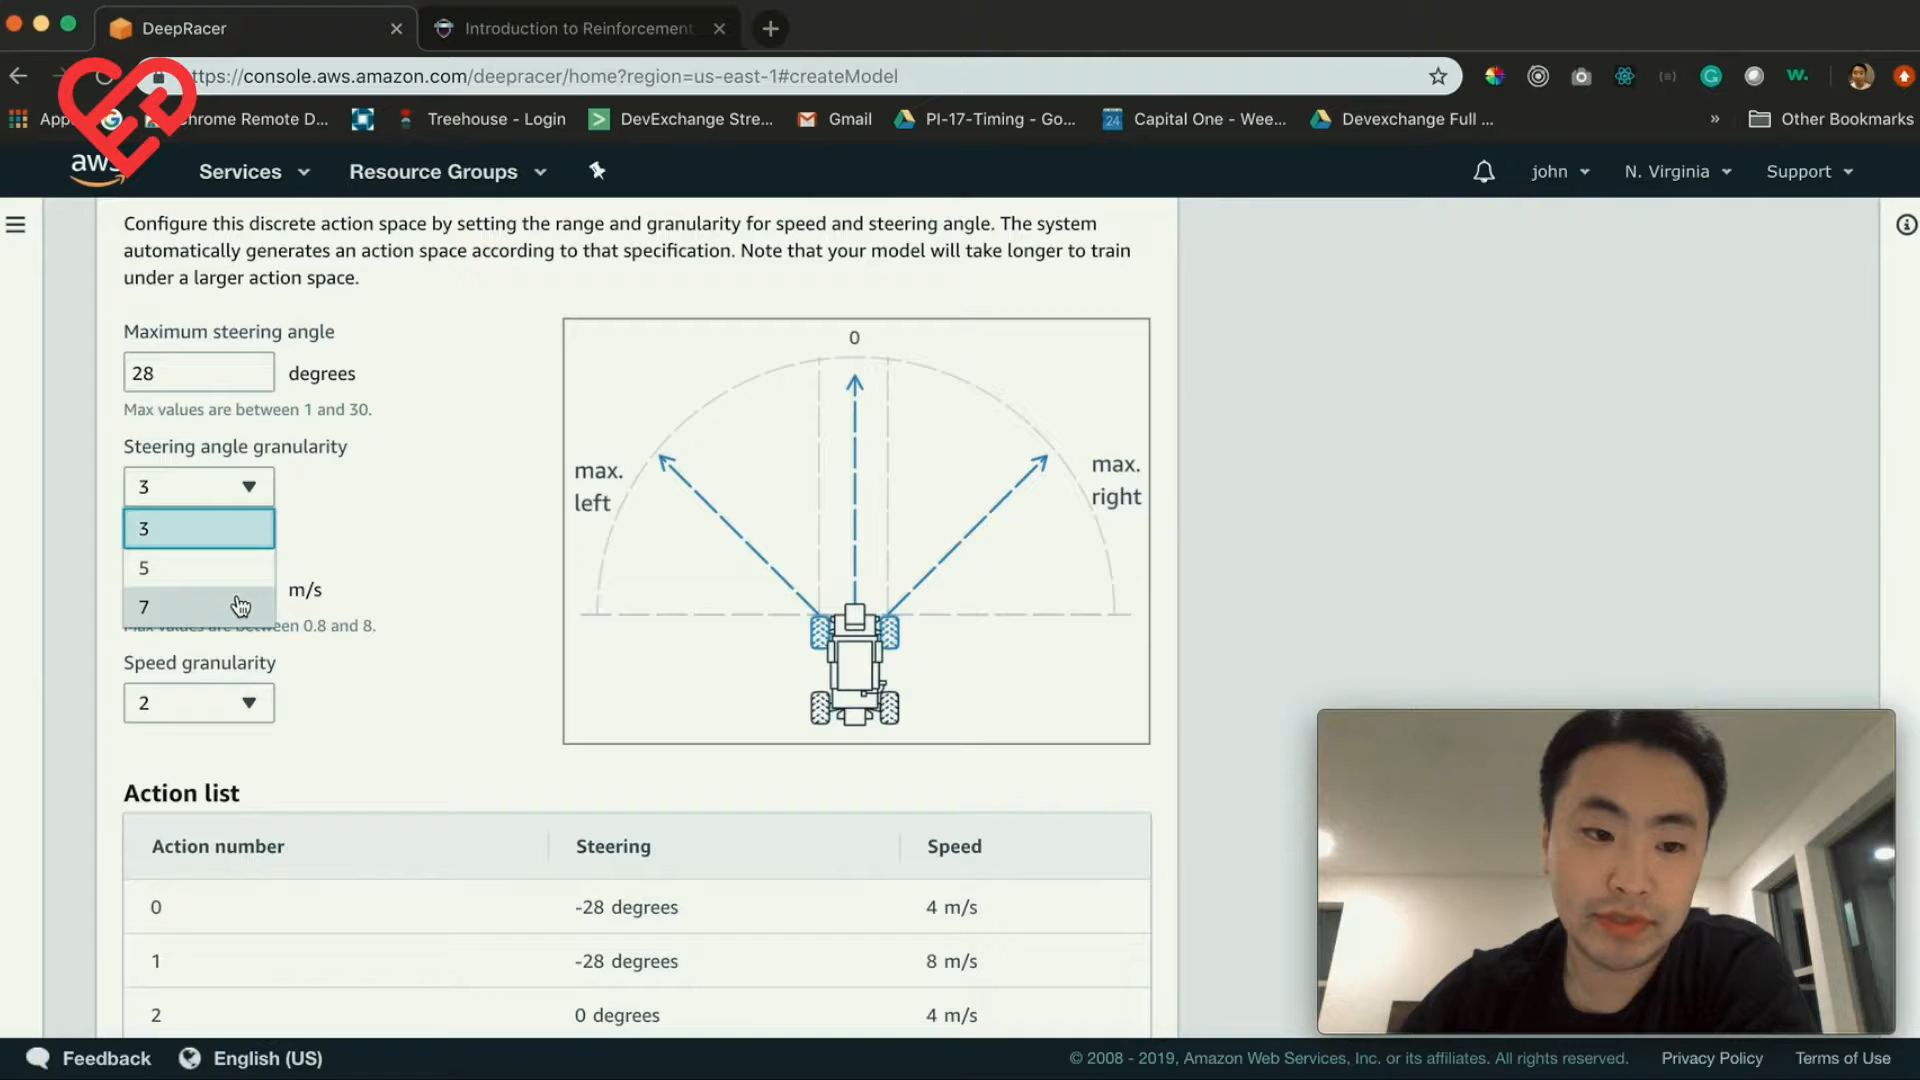 DeepRacer
Introduction to Reinforcement
ttps://console.aws.amazon.com/deepracer/home?region=us-east-1#createModel
App
Chrome Remote D...
Treehouse - Login
DevExchange Stre...
Gmail
PI-17-Timing - Go...
24
Capital One - Wee...
Devexchange Full ...
»
Other Bookmarks
aws
Services
Resource Groups
john
N. Virginia
Support
Configure this discrete action space by setting the range and granularity for speed and steering angle. The system
automatically generates an action space according to that specification. Note that your model will take longer to train
under a larger action space.
Maximum steering angle
28 degrees
Max values are between 1 and 30.
Steering angle granularity
3
3
5
7
m/s
Max values are between 0.8 and 8.
Speed granularity
2
0
max.
left
max.
right
Action list
Action number Steering Speed
0 -28 degrees 4 m/s
1 -28 degrees 8 m/s
2 0 degrees 4 m/s
Feedback
English (US)
© 2008 - 2019, Amazon Web Services, Inc. or its affiliates. All rights reserved.
Privacy Policy
Terms of Use